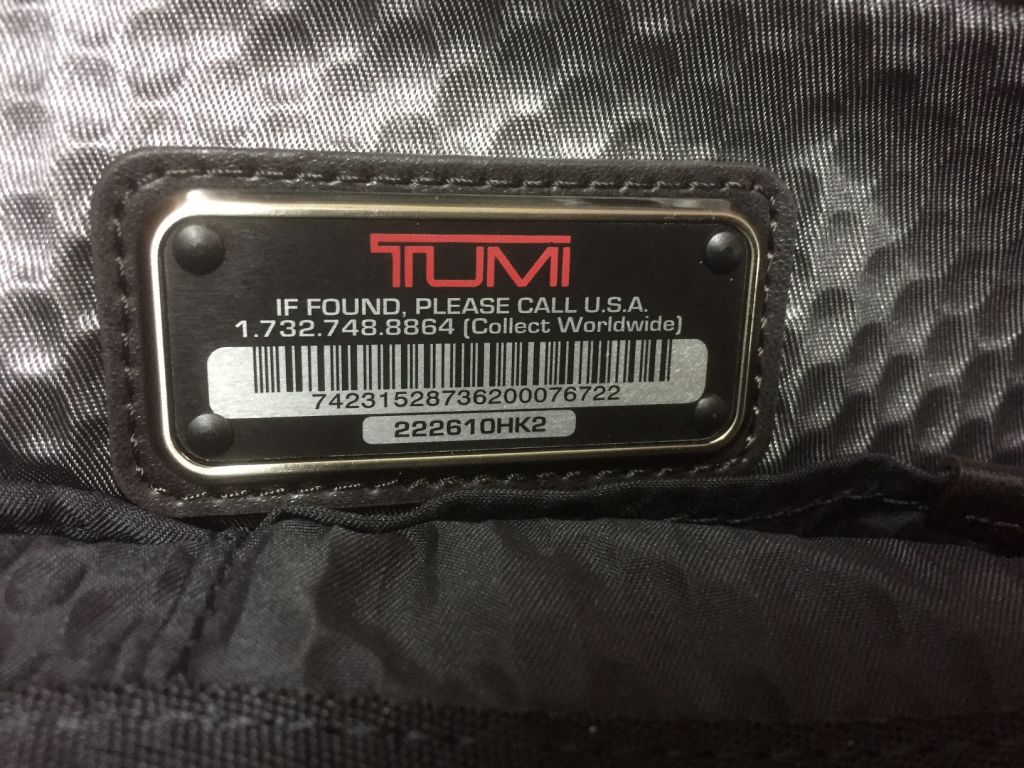 TUMI
IF FOUND, PLEASE CALL U.S.A.
1.732.748.8864 (Collect Worldwide)
74231528736200076722
222610HK2